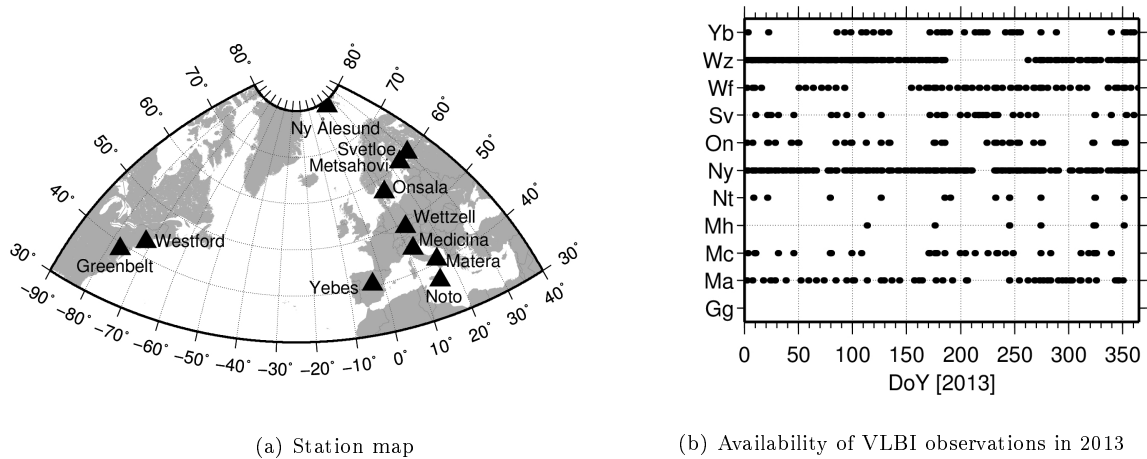 80°
70°
60°
50°
40°
30°
80°
70°
60°
50°
40°
30°
−90° −80° −70° −60° −50° −40° −30° −20° −10° 0° 10° 20° 30° 40°
Ny Ålesund
Svetloe
Metsahovi
Onsala
Wettzell
Medicina
Matera
Noto
Yebes
Westford
Greenbelt
(a) Station map
Yb
Wz
Wf
Sv
On
Ny
Nt
Mh
Mc
Ma
Gg
0 50 100 150 200 250 300 350
DoY [2013]
(b) Availability of VLBI observations in 2013